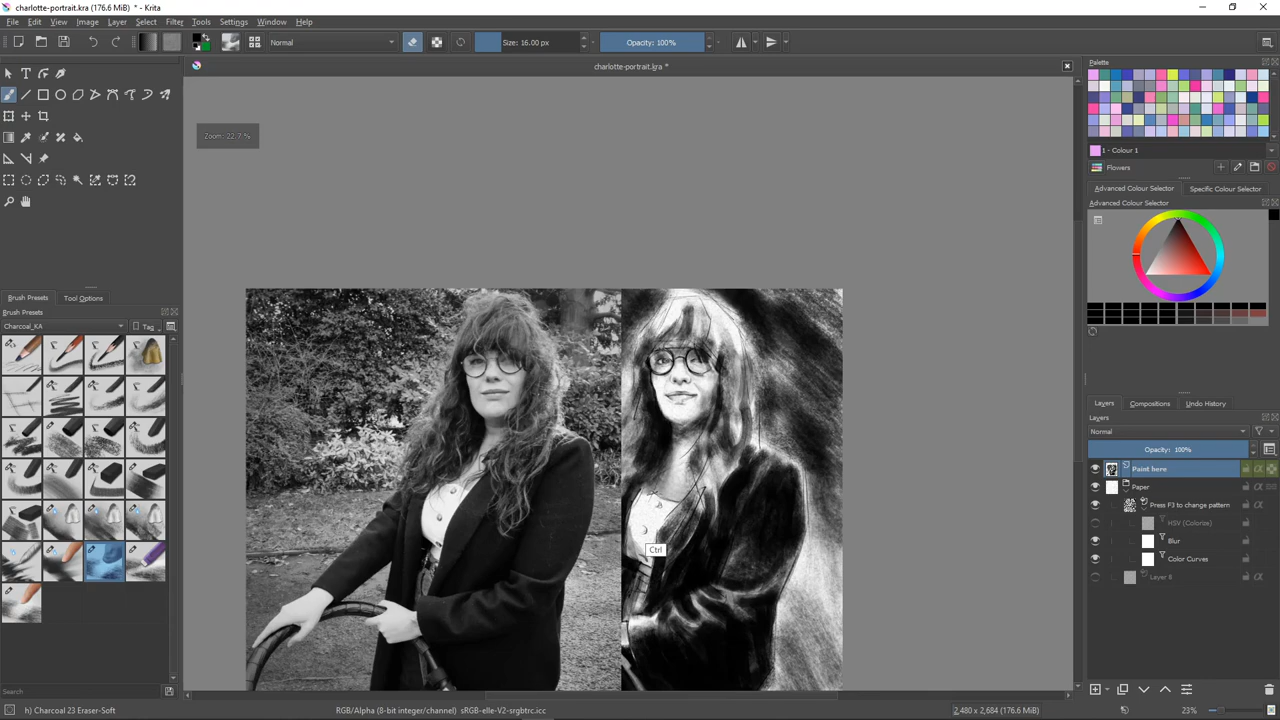 charlotte-portrait.kra (176.6 MiB) * - Krita
File Edit View Image Layer Select Filter Tools Settings Window Help
Normal
Size: 16.00 px
Opacity: 100%
charlotte-portrait.kra *
Palette
Zoom: 22.7 %
1 - Colour 1
Flowers
Advanced Colour Selector
Specific Colour Selector
Advanced Colour Selector
Brush Presets
Tool Options
Brush Presets
Charcoal_KA
Tag
Layers
Compositions
Undo History
Layers
Normal
Opacity: 100%
Paint here
Paper
Press F3 to change pattern
HSV (Colorize)
Blur
Color Curves
Layer 8
Ctrl
Search
h) Charcoal 23 Eraser-Soft
RGB/Alpha (8-bit integer/channel) sRGB-elle-V2-srgbtrc.icc
2,480 x 2,684 (176.6 MiB)
23%